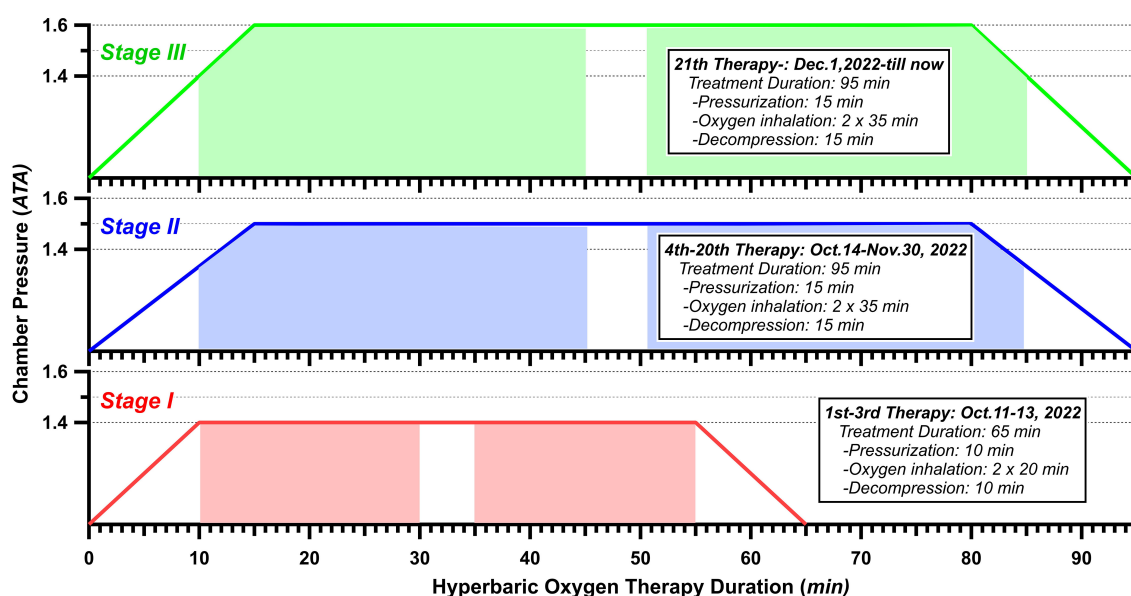 1.6
Stage III
1.4
21th Therapy-: Dec.1,2022-till now
Treatment Duration: 95 min
-Pressurization: 15 min
-Oxygen inhalation: 2 x 35 min
-Decompression: 15 min
Chamber Pressure (ATA)
1.6
Stage II
1.4
4th-20th Therapy: Oct.14-Nov.30, 2022
Treatment Duration: 95 min
-Pressurization: 15 min
-Oxygen inhalation: 2 x 35 min
-Decompression: 15 min
1.6
Stage I
1.4
1st-3rd Therapy: Oct.11-13, 2022
Treatment Duration: 65 min
-Pressurization: 10 min
-Oxygen inhalation: 2 x 20 min
-Decompression: 10 min
0 10 20 30 40 50 60 70 80 90
Hyperbaric Oxygen Therapy Duration (min)